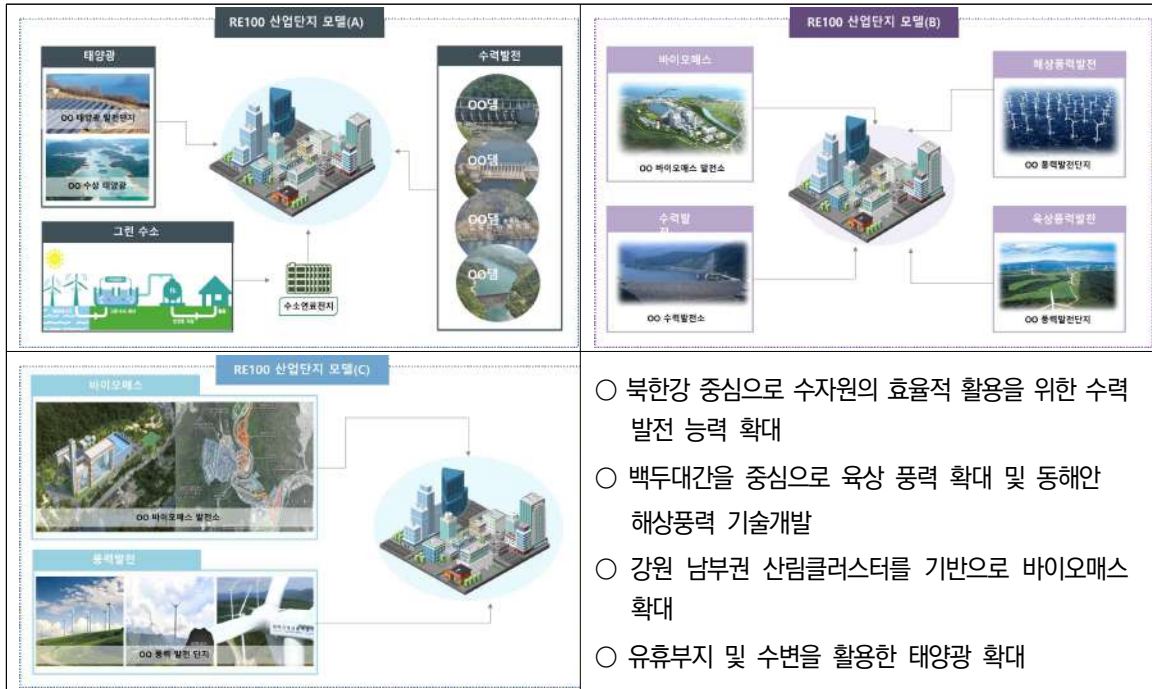 RE100 산업단지 모델(A)
태양광
OO 태양광 발전단지
OO 수상 태양광
수력발전
OO댐
OO댐
OO댐
OO댐
그린 수소
수소연료전지
RE100 산업단지 모델(B)
바이오매스
OO 바이오매스 발전소
해상풍력발전
OO 풍력발전단지
수력발
전
OO 수력발전소
육상풍력발전
OO 풍력발전단지
RE100 산업단지 모델(C)
바이오매스
OO 바이오매스 발전소
풍력발전
OO 풍력 발전 단지
○ 북한강 중심으로 수자원의 효율적 활용을 위한 수력
발전 능력 확대
○ 백두대간을 중심으로 육상 풍력 확대 및 동해안
해상풍력 기술개발
○ 강원 남부권 산림클러스터를 기반으로 바이오매스
확대
○ 유휴부지 및 수변을 활용한 태양광 확대